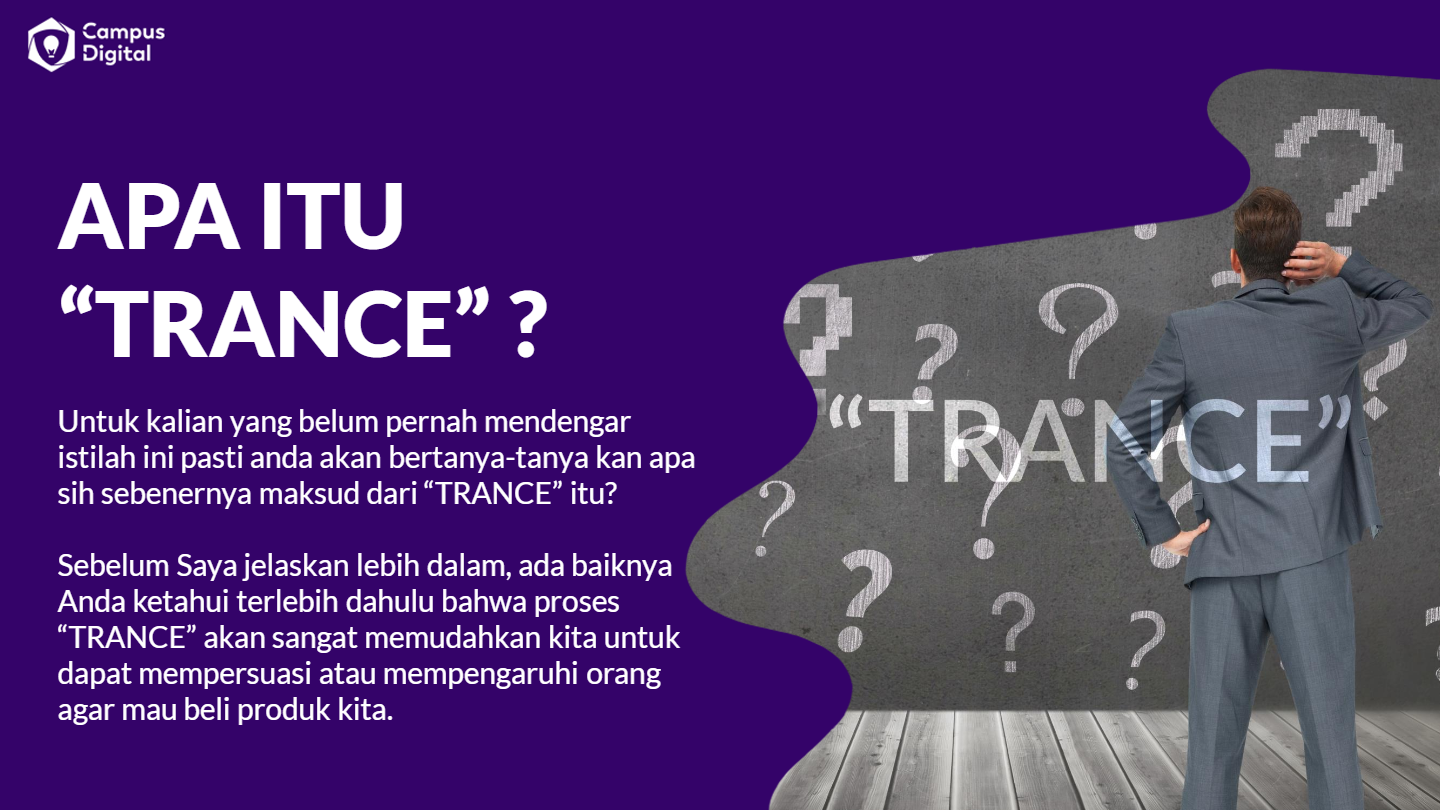 Campus
Digital
APA ITU
“TRANCE” ?
Untuk kalian yang belum pernah mendengar
istilah ini pasti anda akan bertanya-tanya kan apa
sih sebenernya maksud dari “TRANCE” itu?
Sebelum Saya jelaskan lebih dalam, ada baiknya
Anda ketahui terlebih dahulu bahwa proses
“TRANCE” akan sangat memudahkan kita untuk
dapat mempersuasi atau mempengaruhi orang
agar mau beli produk kita.
“TRANCE”